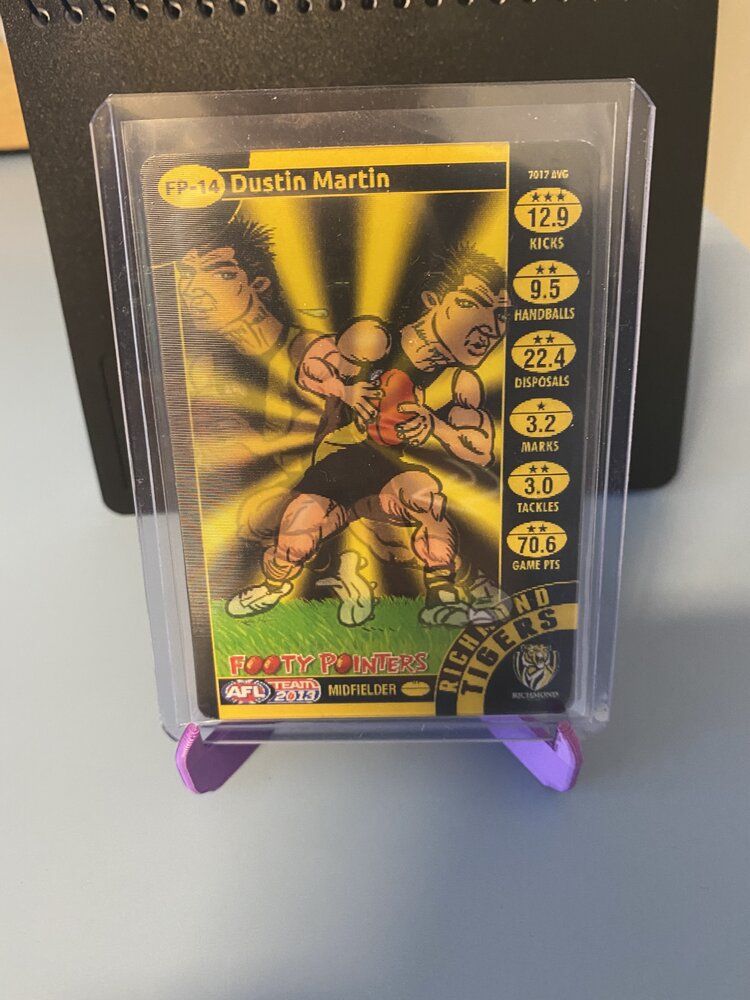 FP-14 Dustin Martin
2012 AVG
12.9
KICKS
9.5
HANDBALLS
22.4
DISPOSALS
3.2
MARKS
3.0
TACKLES
70.6
GAME PTS
RICHMOND
TIGERS
RICHMOND
FOOTY POINTERS
AFL TEAM 2013 MIDFIELDER